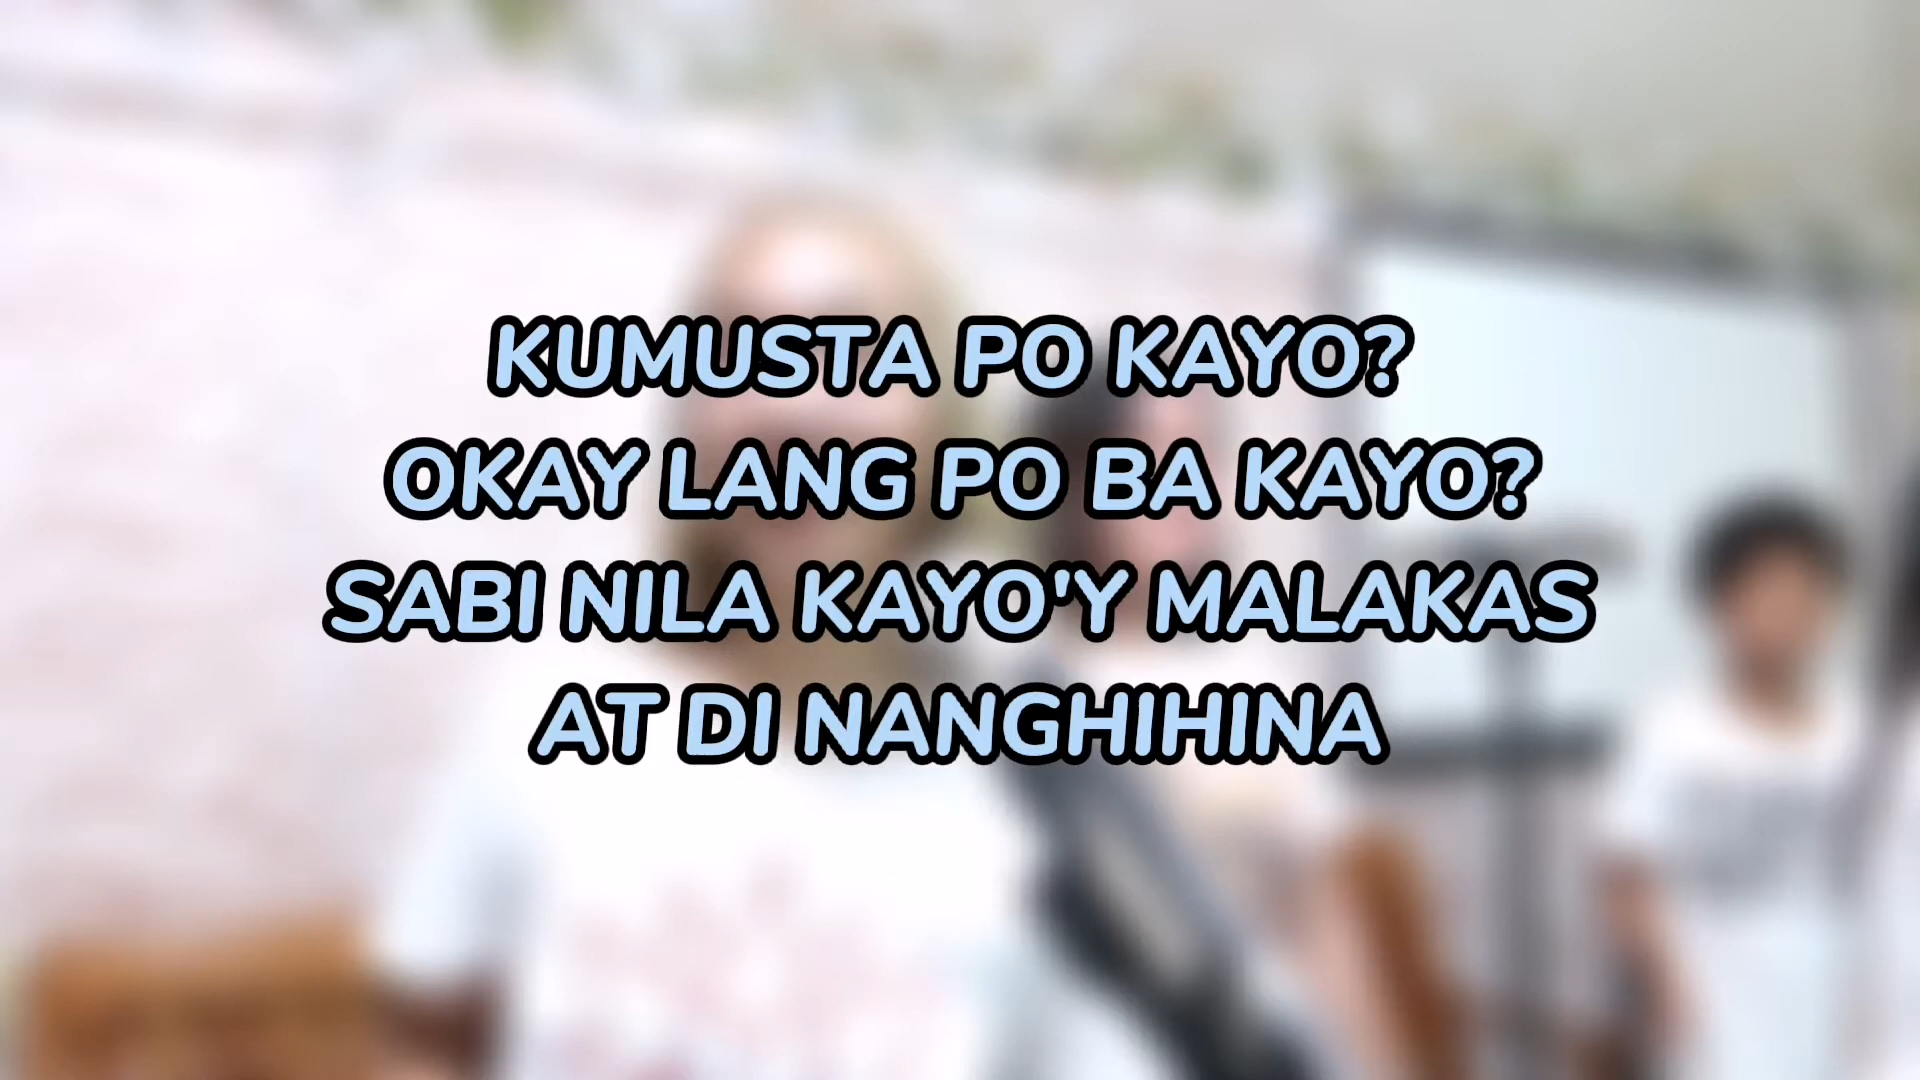 KUMUSTA PO KAYO?
OKAY LANG PO BA KAYO?
SABI NILA KAYO'Y MALAKAS
AT DI NANGHIHINA